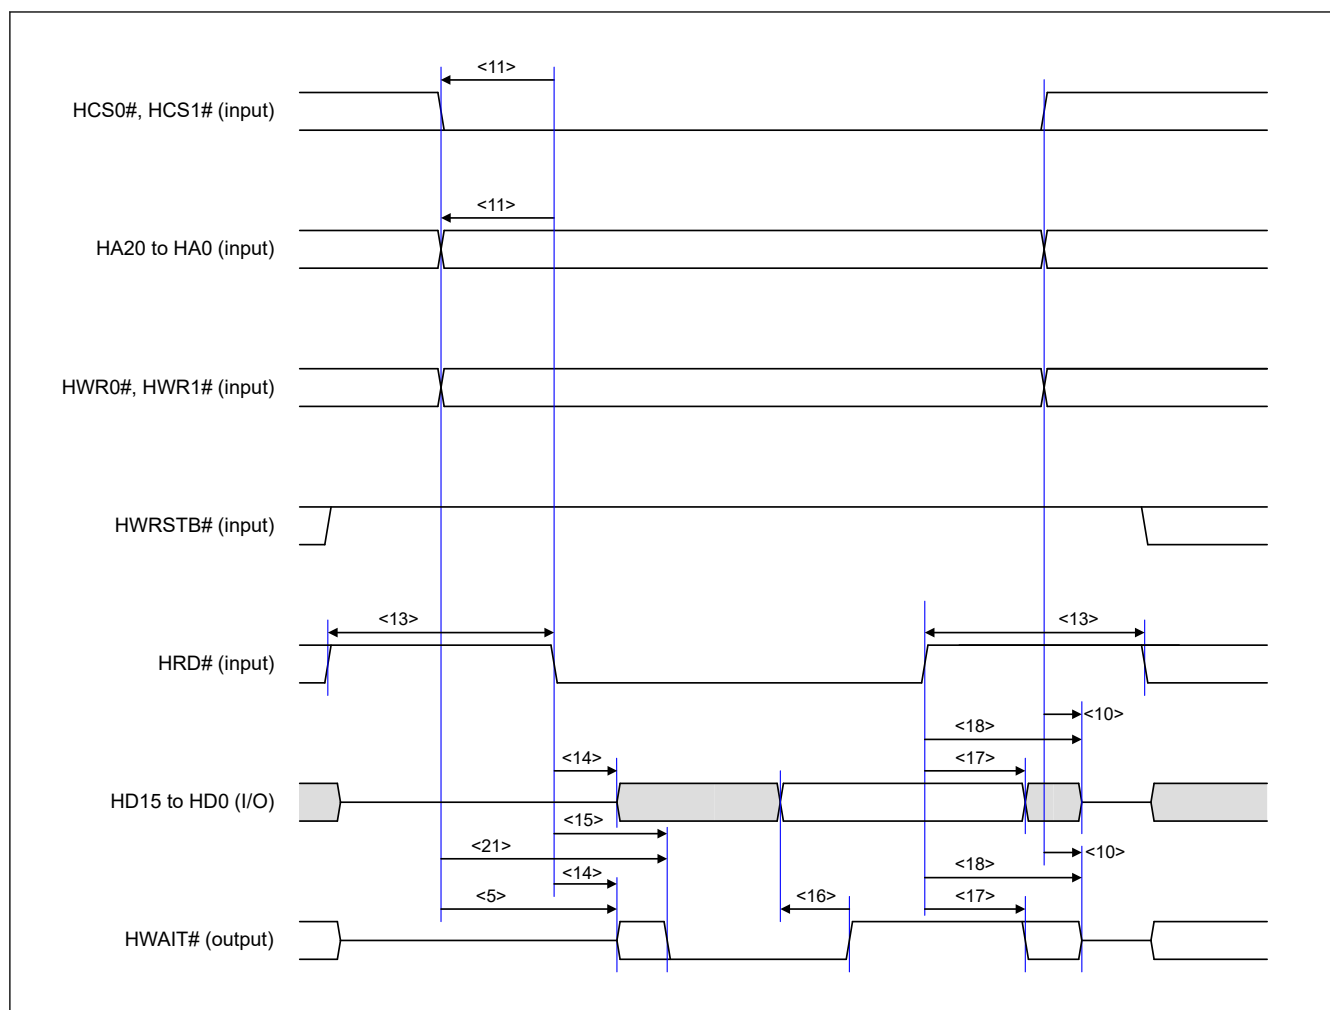 <11>
HCS0#, HCS1# (input)
<11>
HA20 to HA0 (input)
HWR0#, HWR1# (input)
HWRSTB# (input)
<13>
<13>
HRD# (input)
<10>
<18>
<14>
<17>
HD15 to HD0 (I/O)
<15>
<21>
<10>
<14>
<18>
<5>
<16>
<17>
HWAIT# (output)